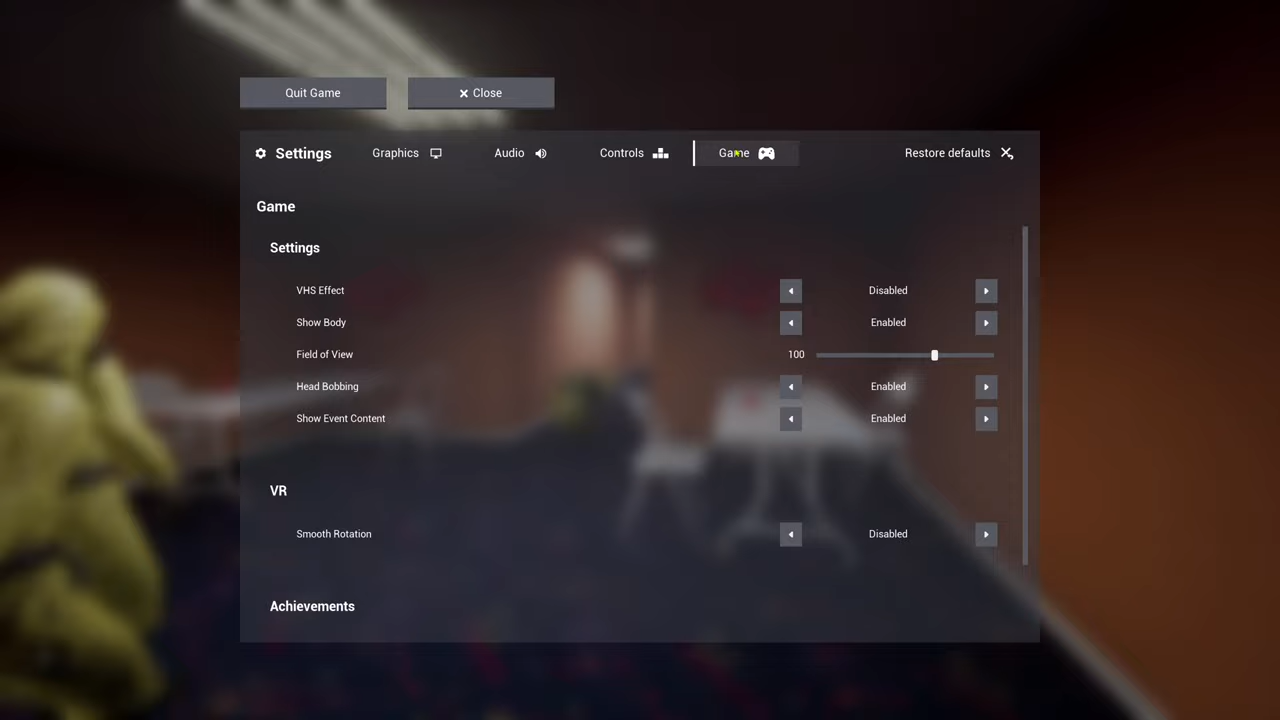 Quit Game
Close
Settings Graphics Audio Controls Game Restore defaults
Game
Settings
VHS Effect Disabled
Show Body Enabled
Field of View 100
Head Bobbing Enabled
Show Event Content Enabled
VR
Smooth Rotation Disabled
Achievements